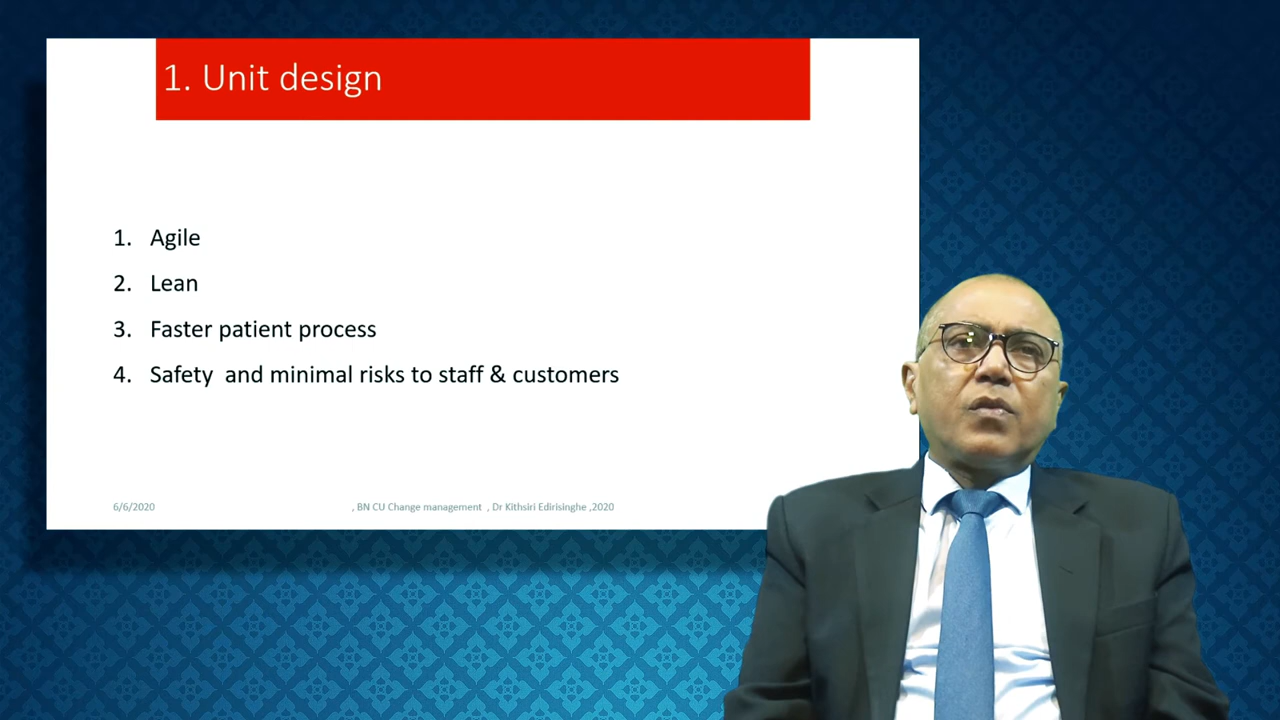 1. Unit design
1. Agile
2. Lean
3. Faster patient process
4. Safety  and minimal risks to staff & customers
6/6/2020
, BN CU Change management  , Dr Kithsiri Edirisinghe ,2020